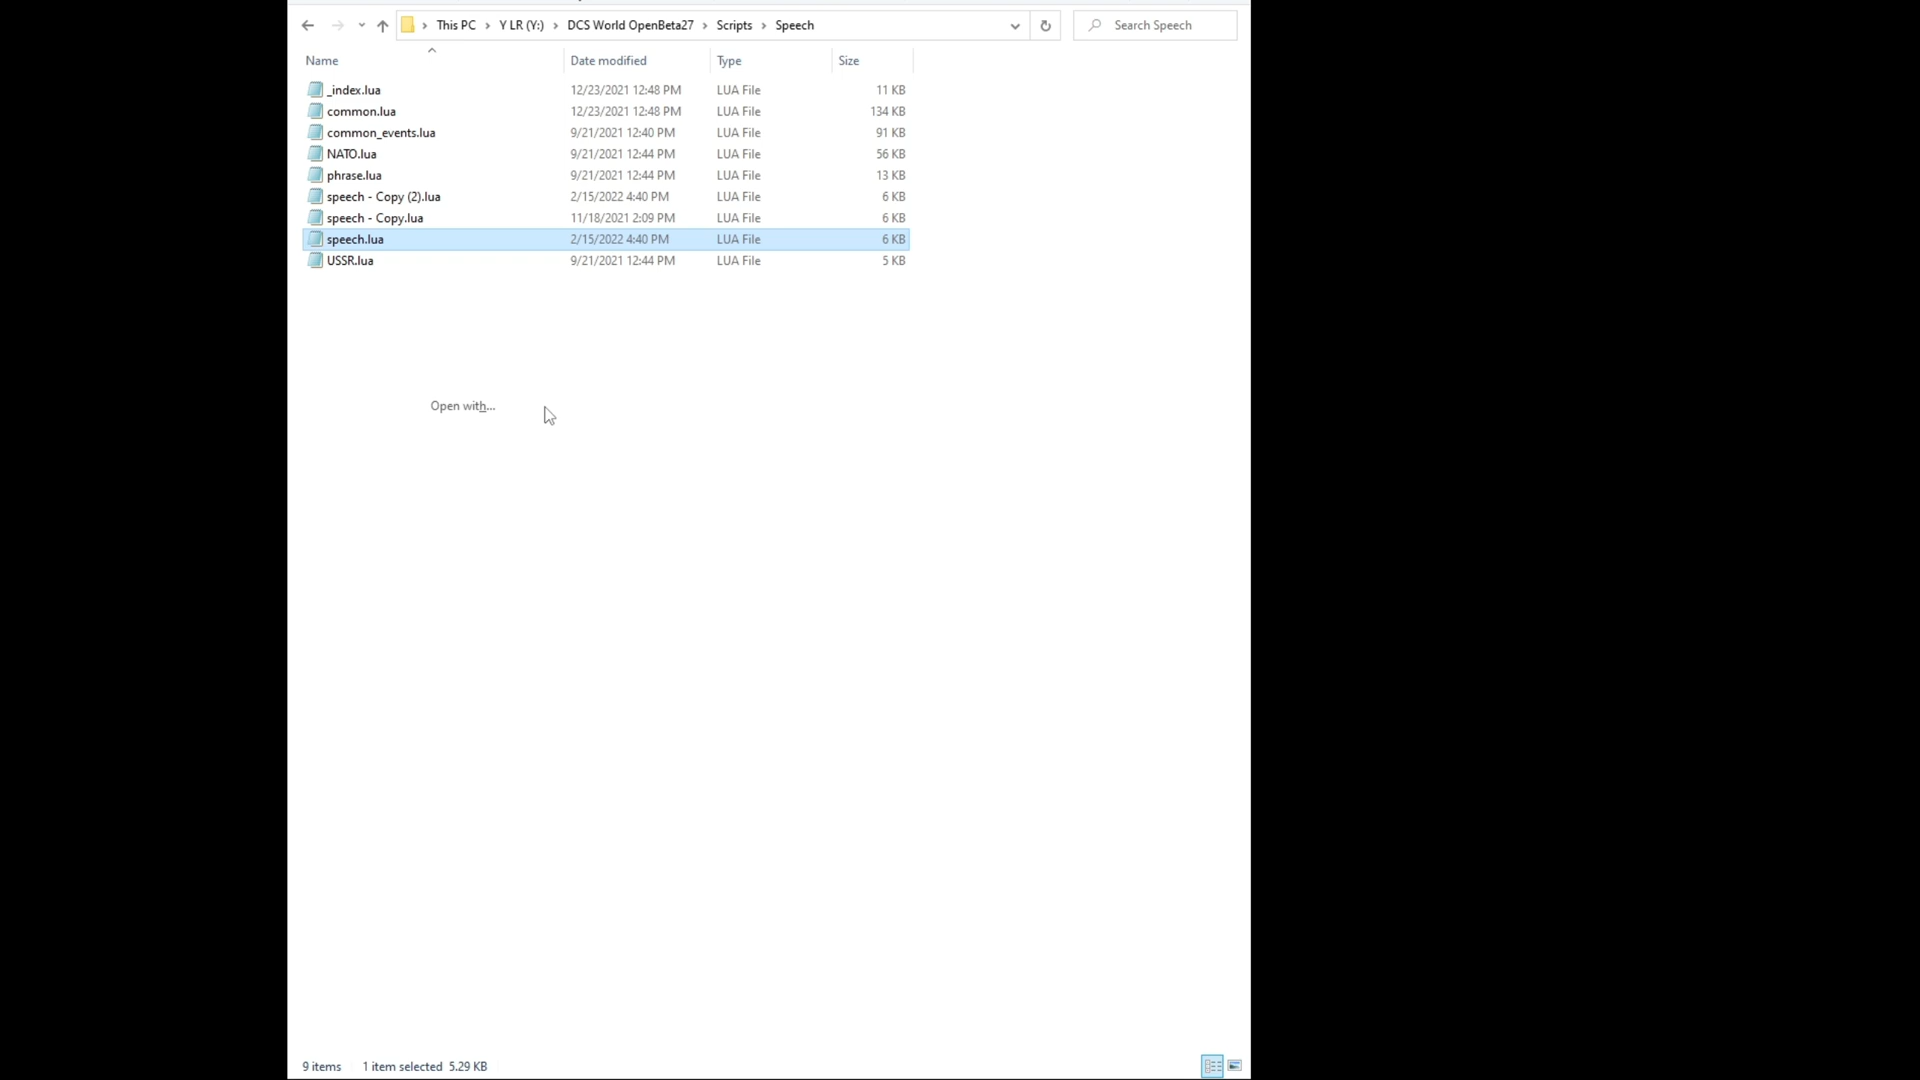 This PC > Y LR (Y:) > DCS World OpenBeta27 > Scripts > Speech
Search Speech
Name Date modified Type Size
_index.lua 12/23/2021 12:48 PM LUA File 11 KB
common.lua 12/23/2021 12:48 PM LUA File 134 KB
common_events.lua 9/21/2021 12:40 PM LUA File 91 KB
NATO.lua 9/21/2021 12:44 PM LUA File 56 KB
phrase.lua 9/21/2021 12:44 PM LUA File 13 KB
speech - Copy (2).lua 2/15/2022 4:40 PM LUA File 6 KB
speech - Copy.lua 11/18/2021 2:09 PM LUA File 6 KB
speech.lua 2/15/2022 4:40 PM LUA File 6 KB
USSR.lua 9/21/2021 12:44 PM LUA File 5 KB
Open with...
9 items 1 item selected 5.29 KB